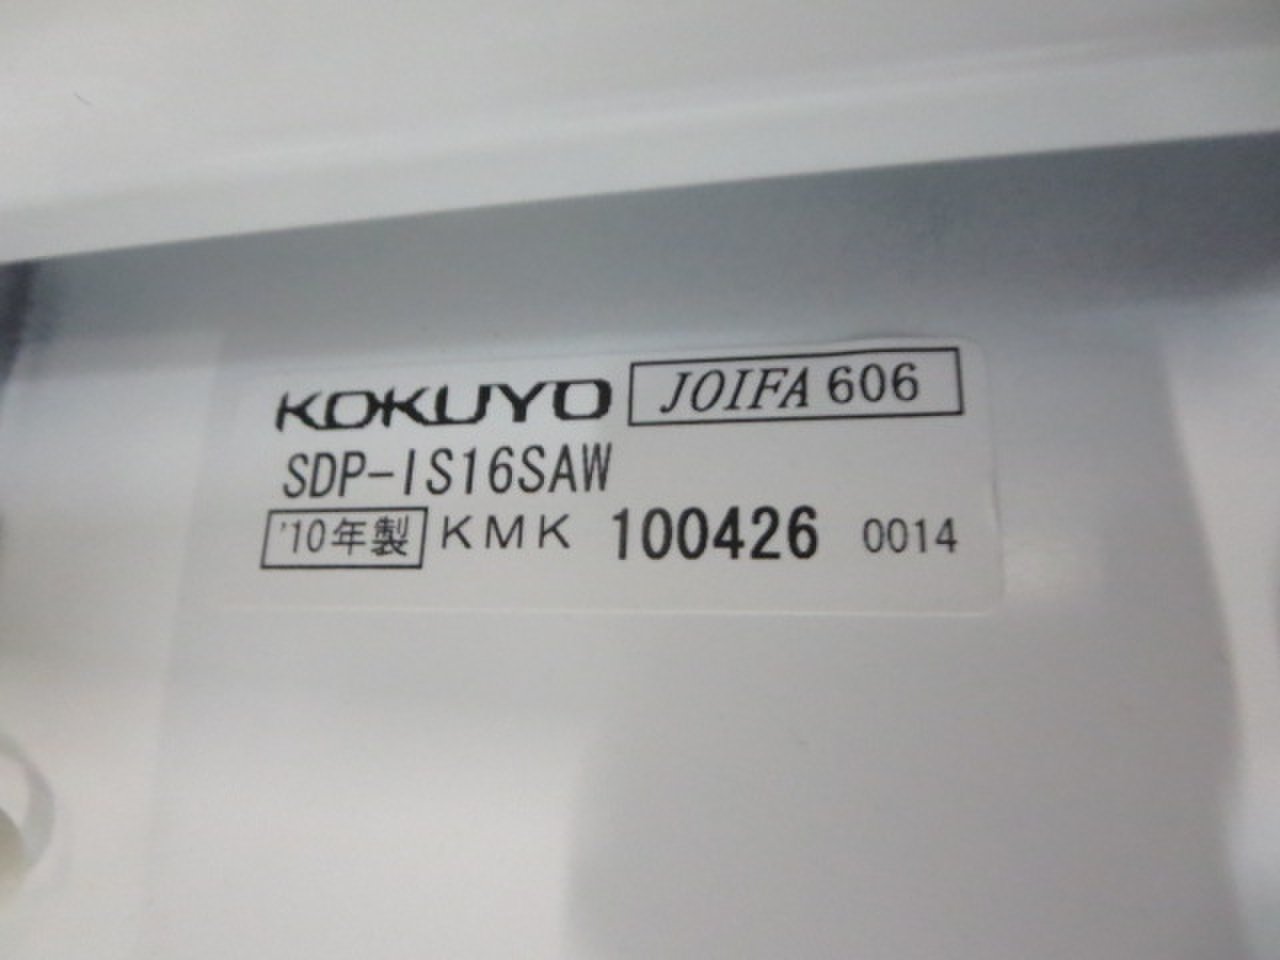 KOKUYO JOIFA 606
SDP-IS16SAW
'10年製 KMK 100426 0014